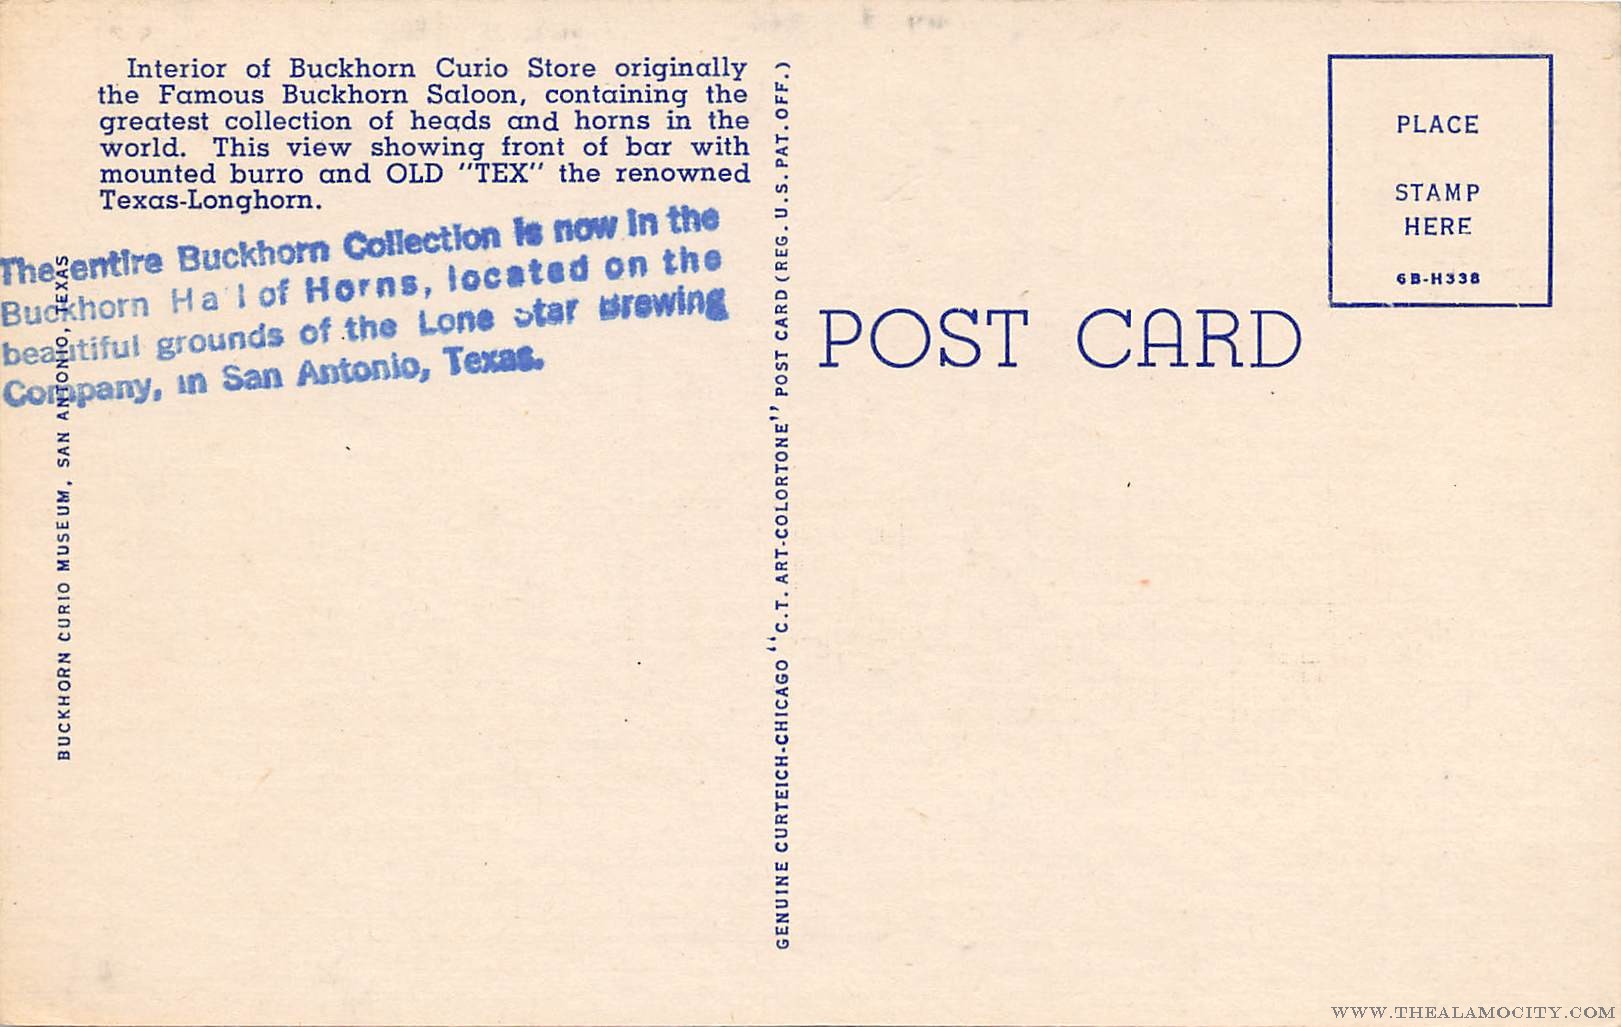 Interior of Buckhorn Curio Store originally
the Famous Buckhorn Saloon, containing the
greatest collection of heads and horns in the
world. This view showing front of bar with
mounted burro and OLD "TEX" the renowned
Texas-Longhorn.
The entire Buckhorn Collection is now in the
Buckhorn Hall of Horns, located on the
beautiful grounds of the Lone Star Brewing
Company, in San Antonio, Texas.
BUCKHORN CURIO MUSEUM, SAN ANTONIO, TEXAS
GENUINE CURTEICH-CHICAGO "C.T. ART-COLORTONE" POST CARD (REG. U.S. PAT. OFF.)
POST CARD
PLACE
STAMP
HERE
6B-H338
WWW.THEALAMOCITY.COM